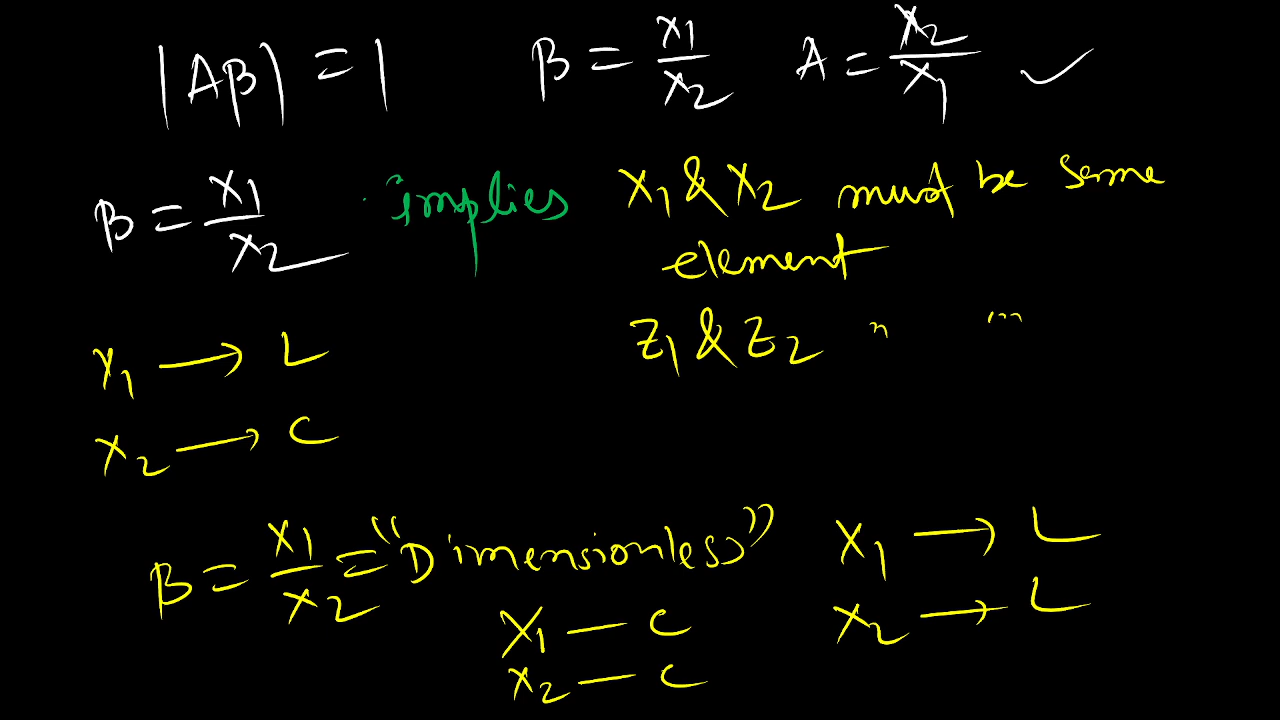 |AB| = 1 B = X1/X2 A = X2/X1 ✓
B = X1/X2 implies X1 & X2 must be same
element
X1 → L Z1 & Z2 " "'
X2 → C
B = X1/X2 = "Dimensionless" X1 → L
X1 — C X2 → L
X2 — C